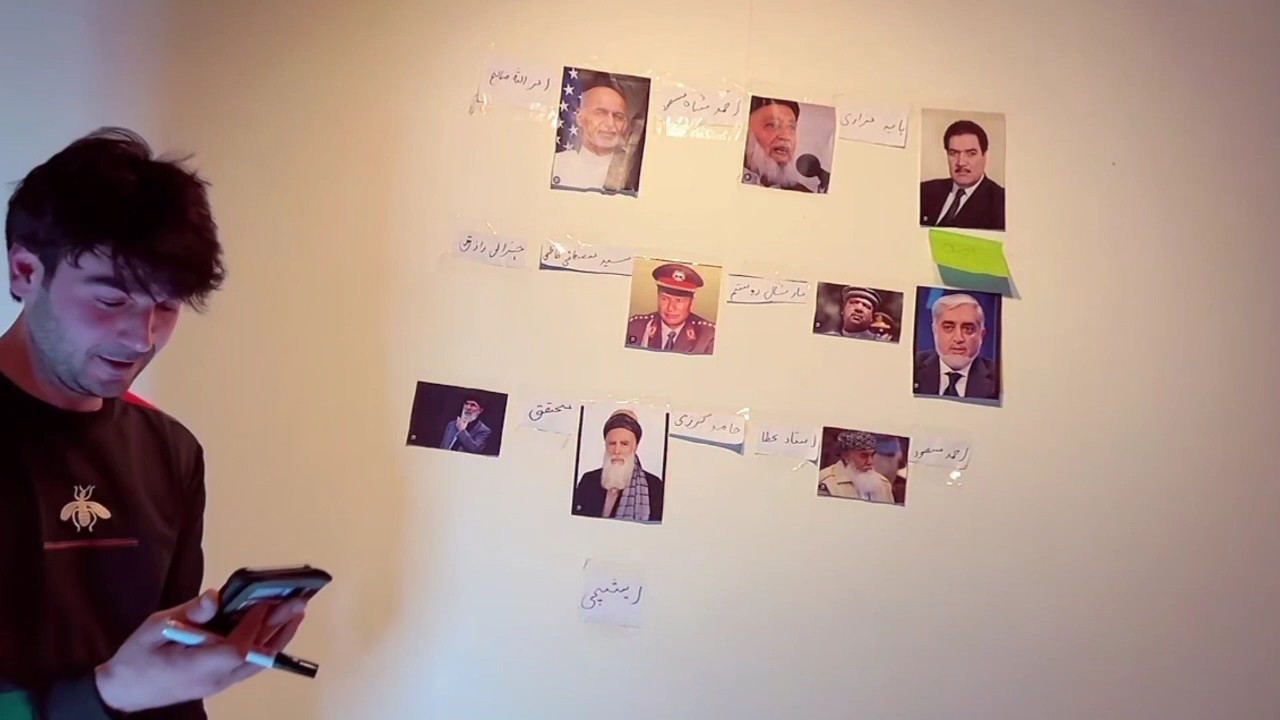 بابه مزاری
احمد شاه مسعود
امرالله صالح
مارشال دوستم
سید مصطفی کاظمی
جنرال رازق
احمد مسعود
استاد عطا
حامد کرزی
محقق